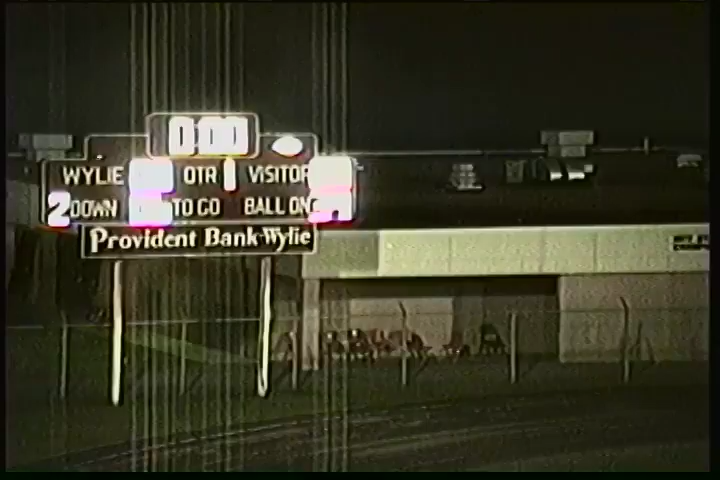 0:00
WYLIE QTR 1 VISITOR
2 DOWN TO GO BALL ON
Provident Bank-Wylie